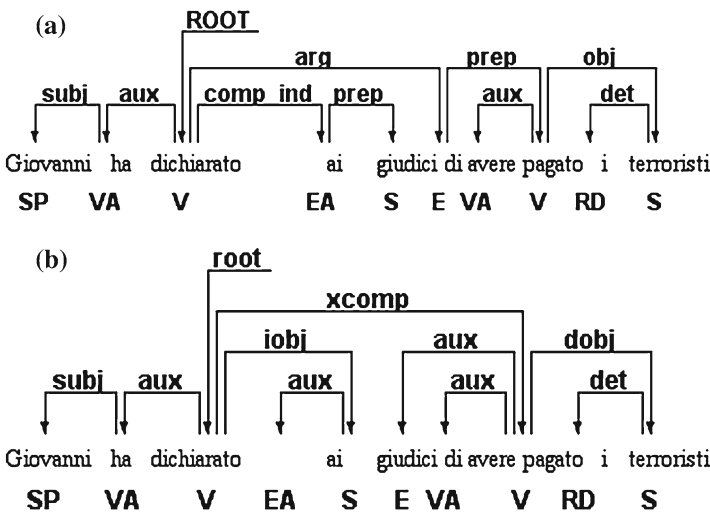 (a)
ROOT
arg prep obj
subj aux comp ind prep aux det
Giovanni ha dichiarato ai giudici di avere pagato i terroristi
SP VA V EA S E VA V RD S
(b)
root
xcomp
iobj aux dobj
subj aux aux aux det
Giovanni ha dichiarato ai giudici di avere pagato i terroristi
SP VA V EA S E VA V RD S